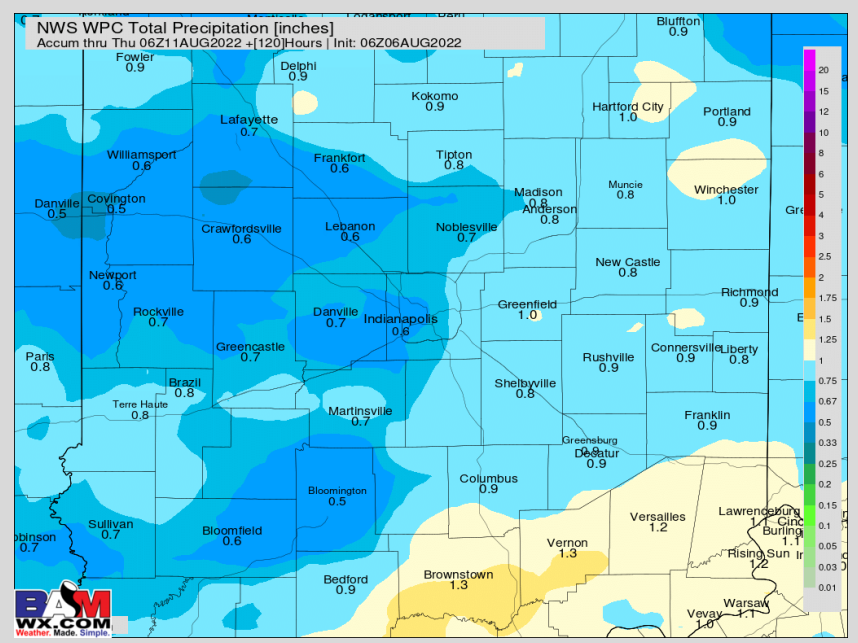 NWS WPC Total Precipitation [inches]
Accum thru Thu 06Z11AUG2022 +[120]Hours | Init: 06Z06AUG2022
Bluffton
0.9
Fowler
0.9
Delphi
0.9
Kokomo
0.9
Hartford City
1.0
Portland
0.9
Lafayette
0.7
Williamsport
0.6
Frankfort
0.6
Tipton
0.8
Muncie
0.8
Winchester
1.0
Danville
0.5
Covington
0.5
Madison
0.8
Anderson
0.8
Gre
Crawfordsville
0.6
Lebanon
0.6
Noblesville
0.7
New Castle
0.8
Newport
0.6
Richmond
0.9
Rockville
0.7
Danville
0.7
Indianapolis
0.6
Greenfield
1.0
E
Greencastle
0.7
Paris
0.8
Rushville
0.9
Connersville
0.9
Liberty
0.8
Brazil
0.8
Shelbyville
0.8
Terre Haute
0.8
Martinsville
0.7
Franklin
0.9
Greensburg
0.9
Decatur
0.9
Columbus
0.9
Bloomington
0.5
Sullivan
0.7
Bloomfield
0.6
obinson
0.7
Versailles
1.2
Lawrenceburg
1.1
Cinc
Burling
1.1
Vernon
1.3
Rising Sun
1.2
Bedford
0.9
Brownstown
1.3
Warsaw
1.1
Vevay
1.0
20
15
12
10
8
6
5
4
3
2.5
2
1.75
1.5
1.25
1
0.75
0.67
0.5
0.33
0.25
0.2
0.15
0.1
0.05
0.03
0.01
BAM
WX.COM
Weather. Made. Simple.